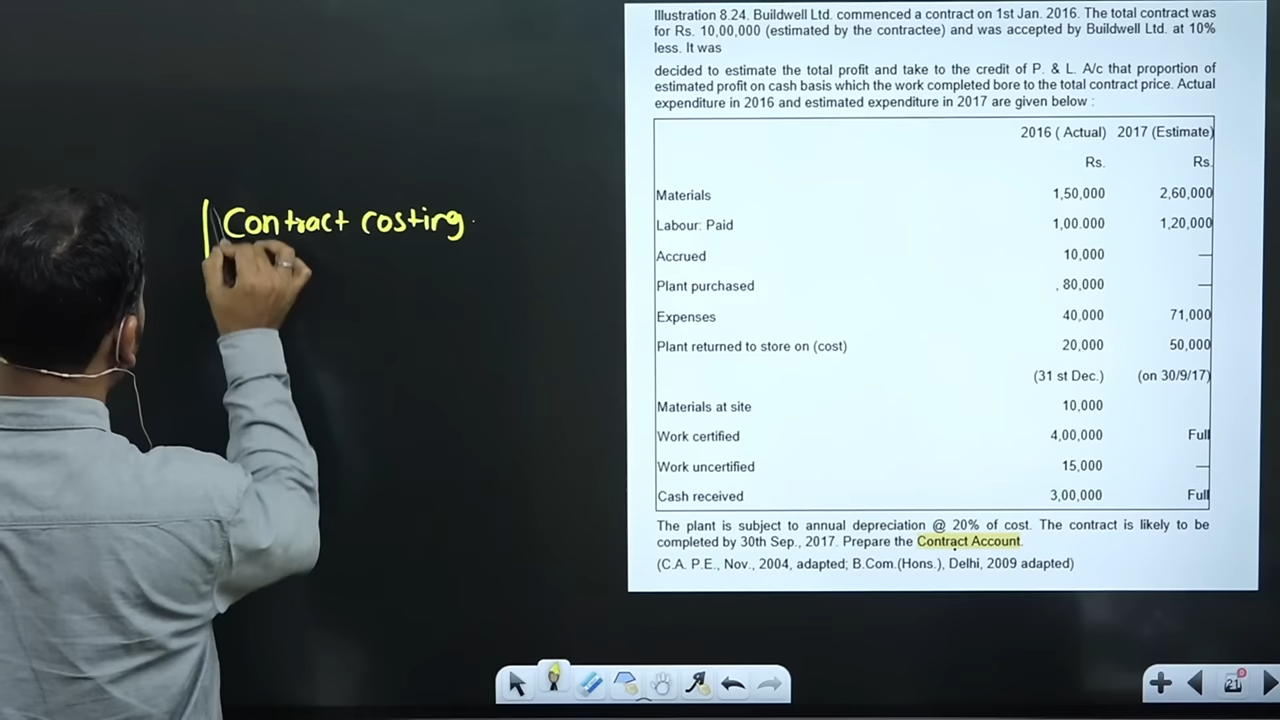 Contract costing
Illustration 8.24. Buildwell Ltd. commenced a contract on 1st Jan. 2016. The total contract was
for Rs. 10,00,000 (estimated by the contractee) and was accepted by Buildwell Ltd. at 10%
less. It was
decided to estimate the total profit and take to the credit of P. & L. A/c that proportion of
estimated profit on cash basis which the work completed bore to the total contract price. Actual
expenditure in 2016 and estimated expenditure in 2017 are given below :
2016 ( Actual) 2017 (Estimate)
Rs. Rs.
Materials 1,50,000 2,60,000
Labour: Paid 1,00.000 1,20,000
Accrued 10,000 —
Plant purchased . 80,000 —
Expenses 40,000 71,000
Plant returned to store on (cost) 20,000 50,000
(31 st Dec.) (on 30/9/17)
Materials at site 10,000
Work certified 4,00,000 Full
Work uncertified 15,000 —
Cash received 3,00,000 Full
The plant is subject to annual depreciation @ 20% of cost. The contract is likely to be
completed by 30th Sep., 2017. Prepare the Contract Account.
(C.A. P.E., Nov., 2004, adapted; B.Com.(Hons.), Delhi, 2009 adapted)
21